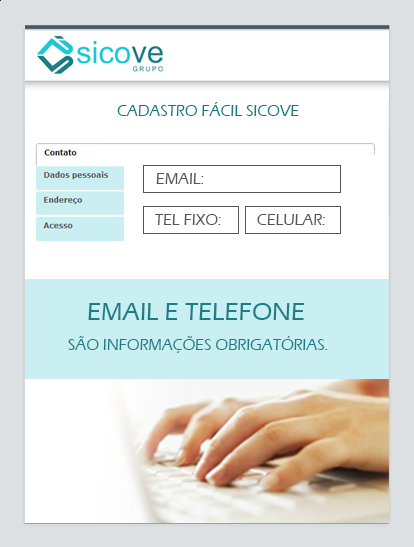 sicove
GRUPO
CADASTRO FÁCIL SICOVE
Contato
Dados pessoais
Endereço
Acesso
EMAIL:
TEL FIXO: CELULAR:
EMAIL E TELEFONE
SÃO INFORMAÇÕES OBRIGATÓRIAS.